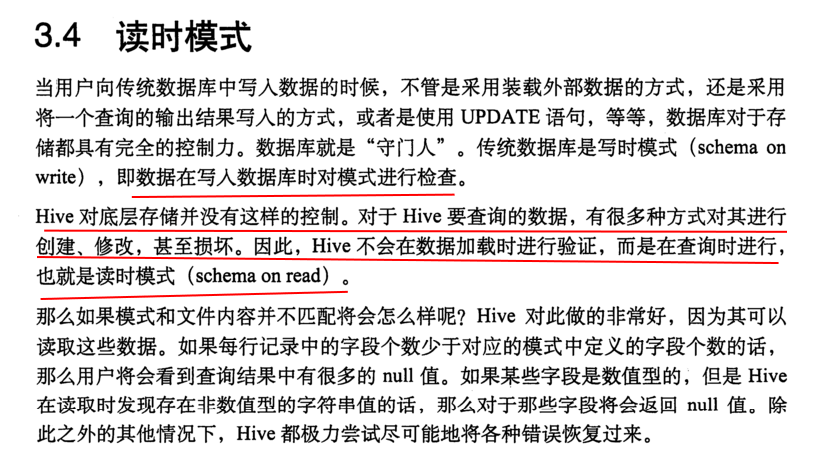 3.4 读时模式
当用户向传统数据库中写入数据的时候，不管是采用装载外部数据的方式，还是采用
将一个查询的输出结果写入的方式，或者是使用 UPDATE 语句，等等，数据库对于存
储都具有完全的控制力。数据库就是“守门人”。传统数据库是写时模式（schema on
write），即数据在写入数据库时对模式进行检查。
Hive 对底层存储并没有这样的控制。对于 Hive 要查询的数据，有很多种方式对其进行
创建、修改，甚至损坏。因此，Hive 不会在数据加载时进行验证，而是在查询时进行，
也就是读时模式（schema on read）。
那么如果模式和文件内容并不匹配将会怎么样呢？Hive 对此做的非常好，因为其可以
读取这些数据。如果每行记录中的字段个数少于对应的模式中定义的字段个数的话，
那么用户将会看到查询结果中有很多的 null 值。如果某些字段是数值型的，但是 Hive
在读取时发现存在非数值型的字符串值的话，那么对于那些字段将会返回 null 值。除
此之外的其他情况下，Hive 都极力尝试尽可能地将各种错误恢复过来。